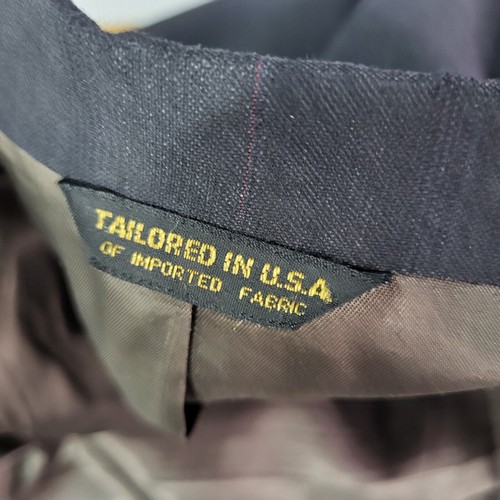 TAILORED IN U.S.A
OF IMPORTED FABRIC